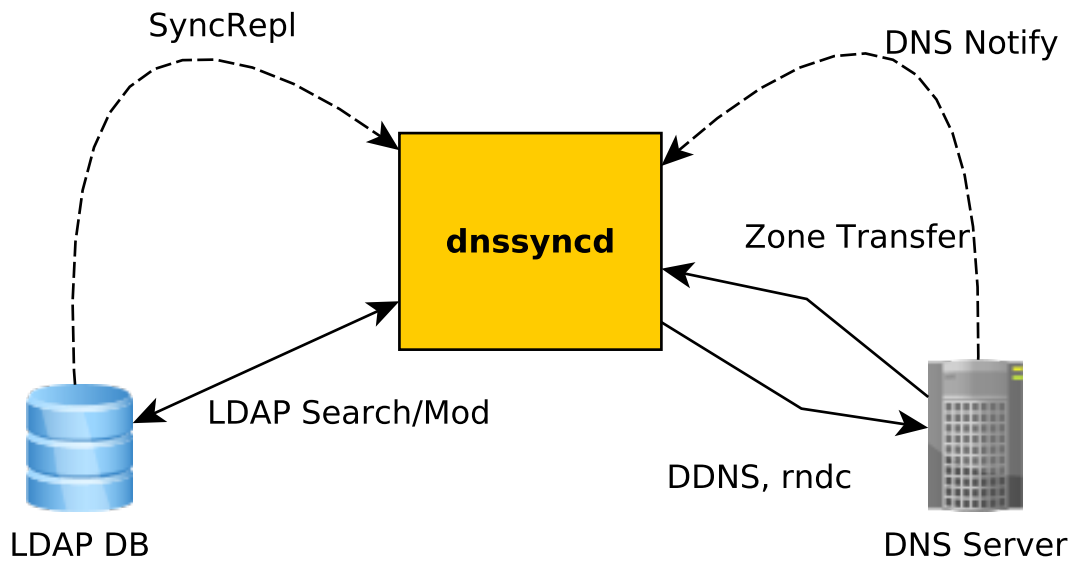 SyncRepl
DNS Notify
dnssyncd
Zone Transfer
LDAP Search/Mod
DDNS, rndc
LDAP DB
DNS Server